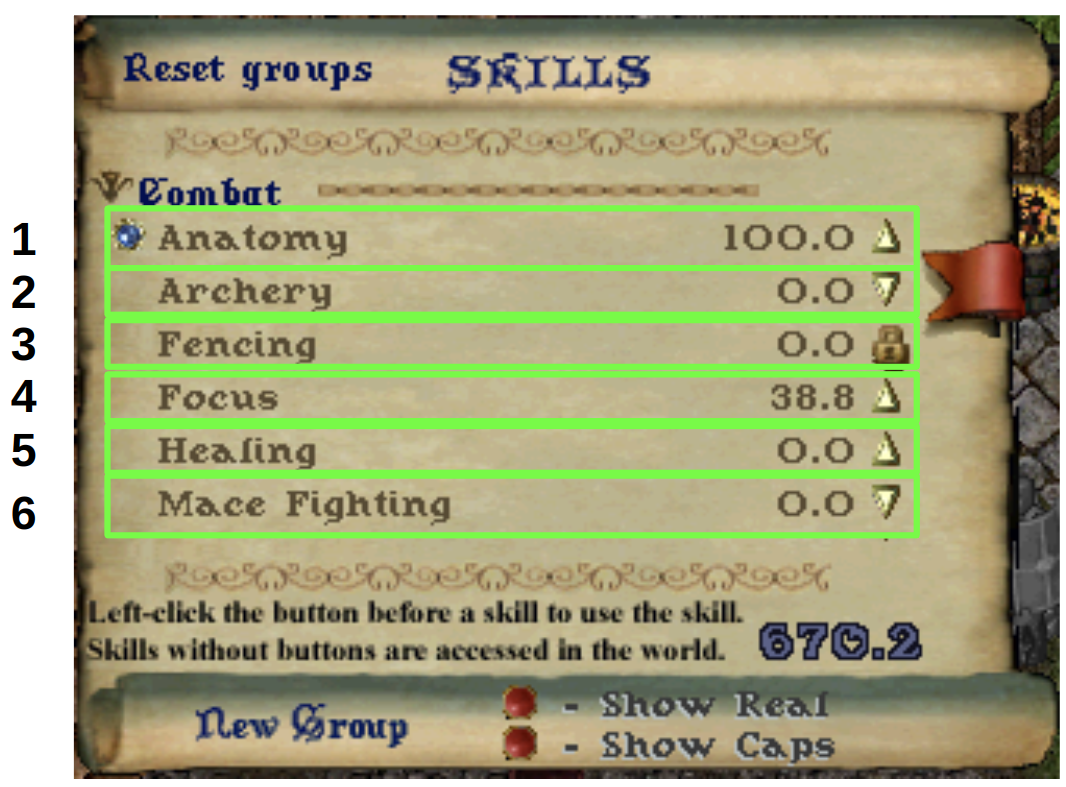 Reset groups SKILLS
Combat
1 Anatomy 100.0
2 Archery 0.0
3 Fencing 0.0
4 Focus 38.8
5 Healing 0.0
6 Mace Fighting 0.0
Left-click the button before a skill to use the skill.
Skills without buttons are accessed in the world. 670.2
New Group - Show Real
- Show Caps